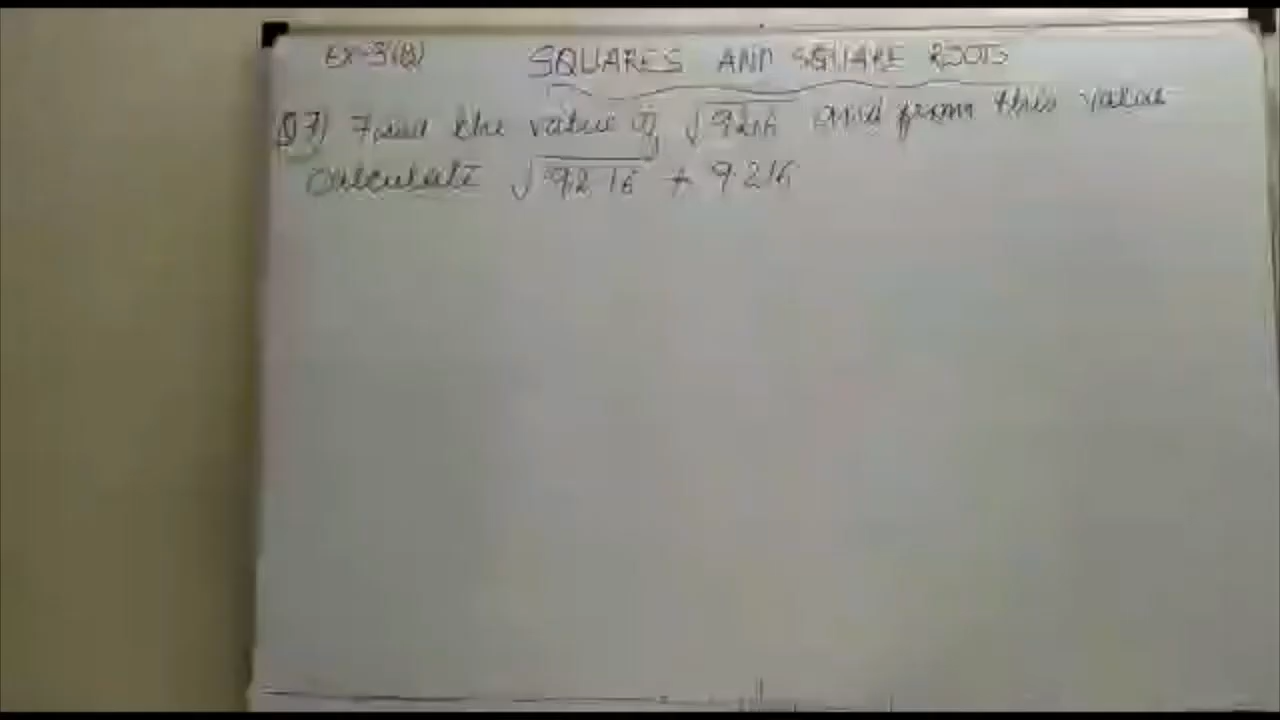 Ex-3(B) SQUARES AND SQUARE ROOTS
Q7) Find the value of √9216 and from this value
calculate √92.16 + 9.216